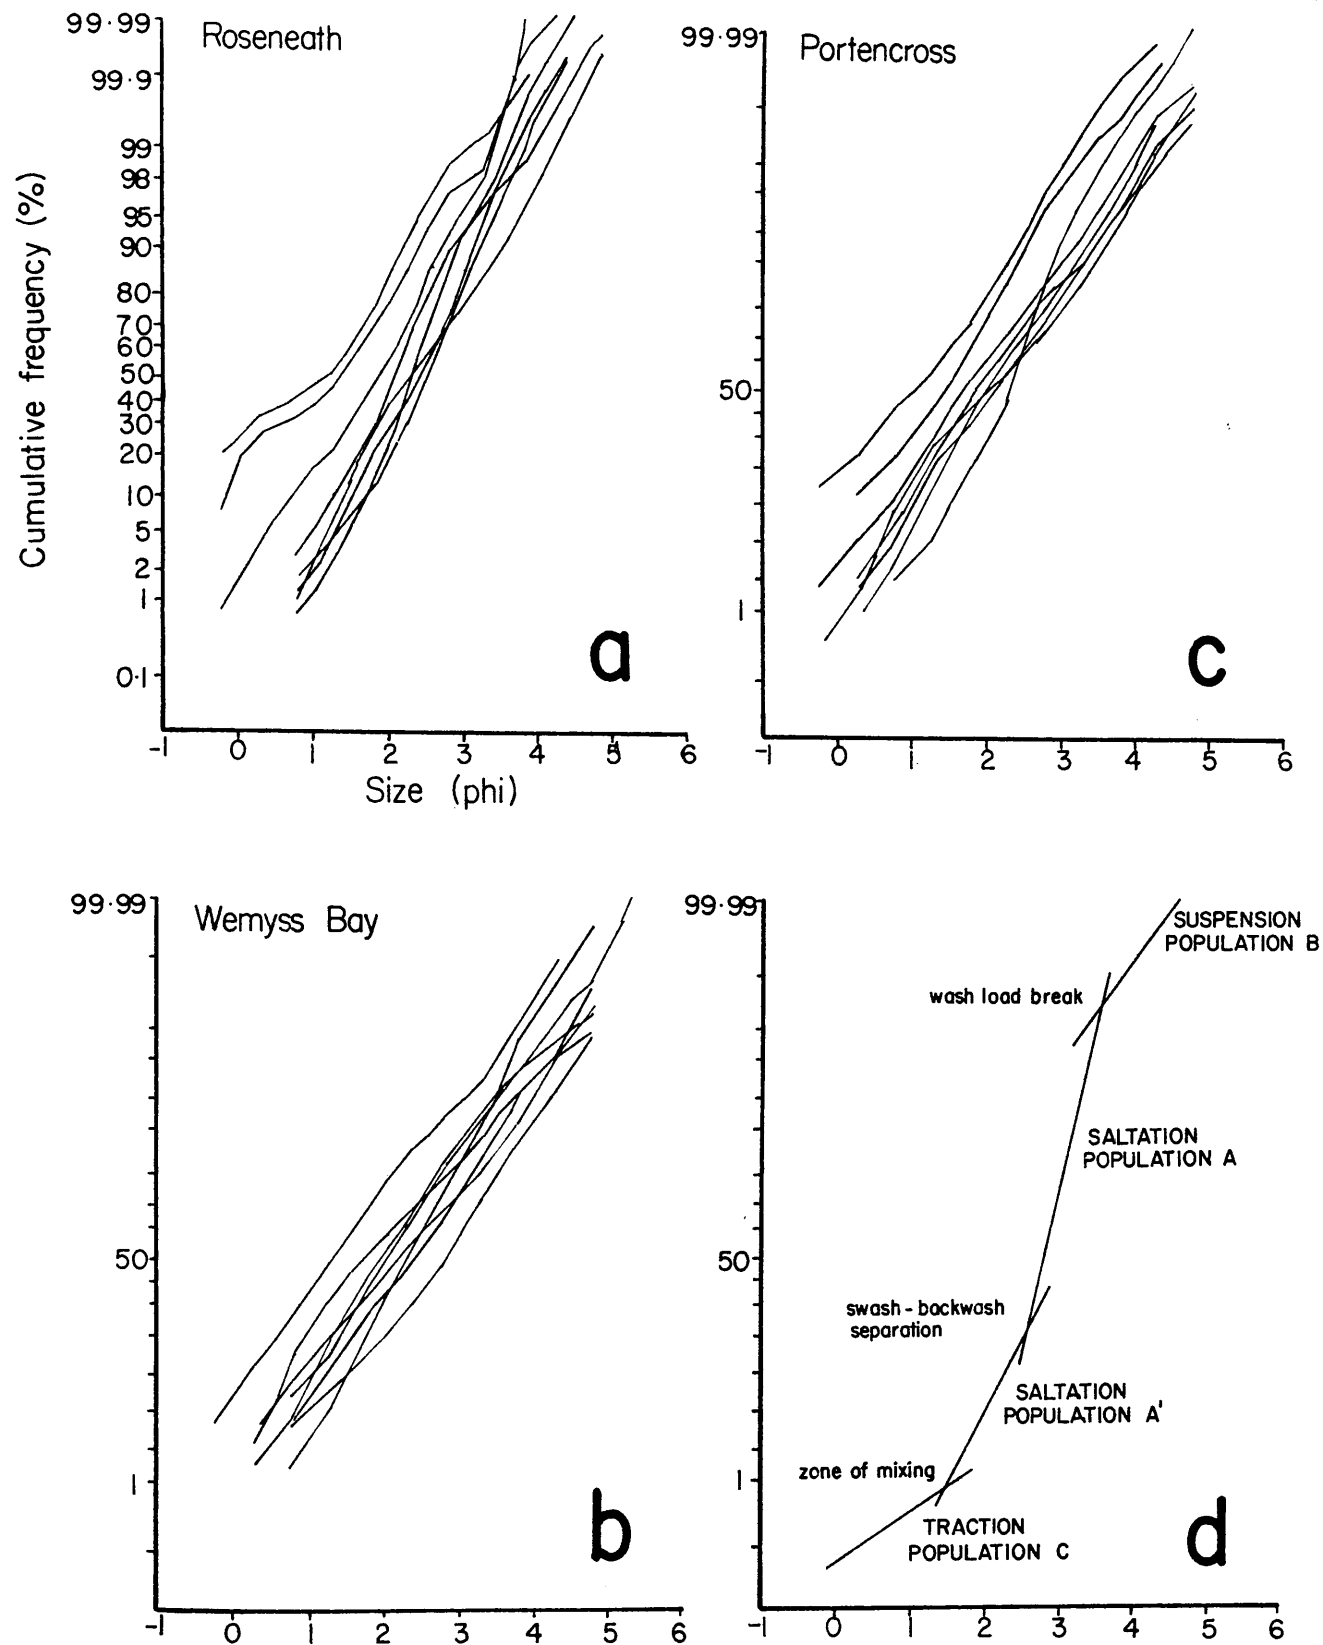 Roseneath
99·99
99·9
99
98
95
90
80
70
60
50
40
30
20
10
5
2
1
0·1
Cumulative frequency (%)
-1 0 1 2 3 4 5 6
Size (phi)
a
Portencross
99·99
50
1
-1 0 1 2 3 4 5 6
c
Wemyss Bay
99·99
50
1
-1 0 1 2 3 4 5 6
b
99·99
50
1
SUSPENSION
POPULATION B
wash load break
SALTATION
POPULATION A
swash-backwash
separation
SALTATION
POPULATION A'
zone of mixing
TRACTION
POPULATION C
-1 0 1 2 3 4 5 6
d